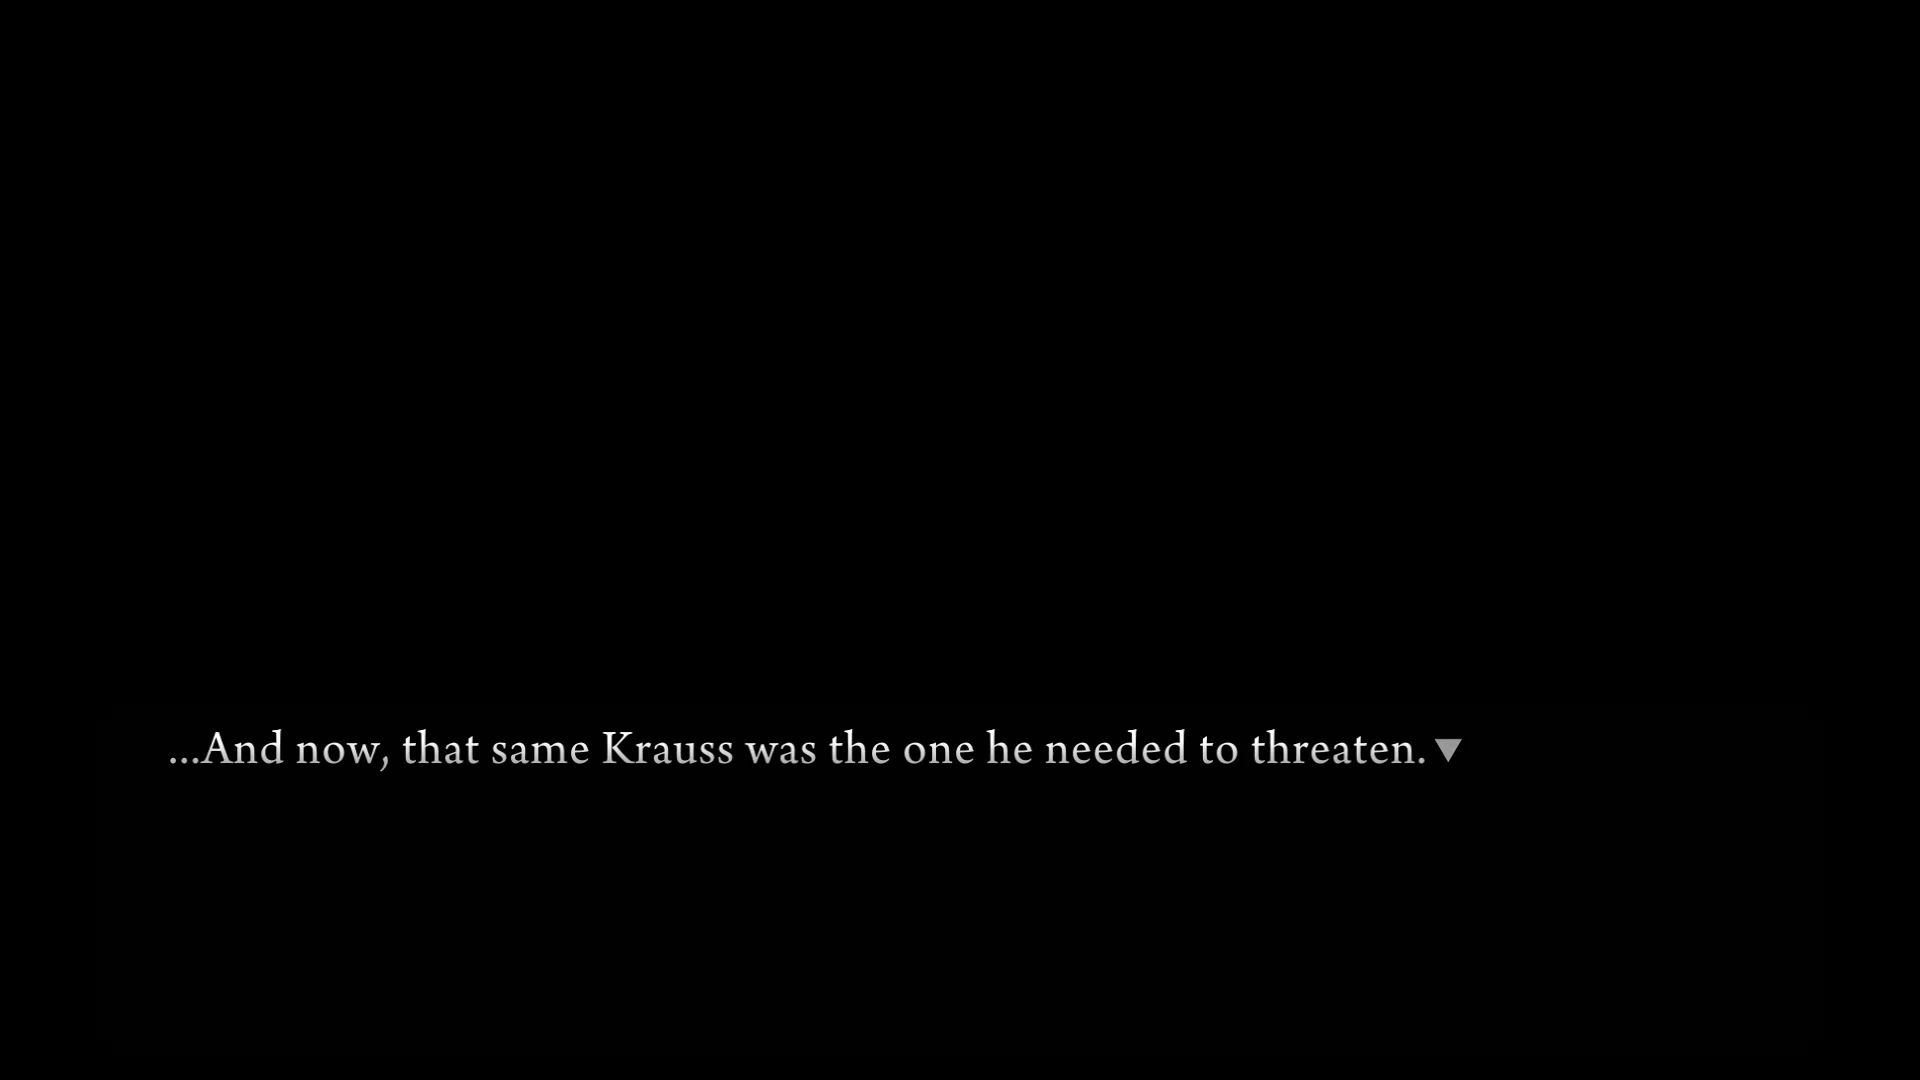 ...And now, that same Krauss was the one he needed to threaten.